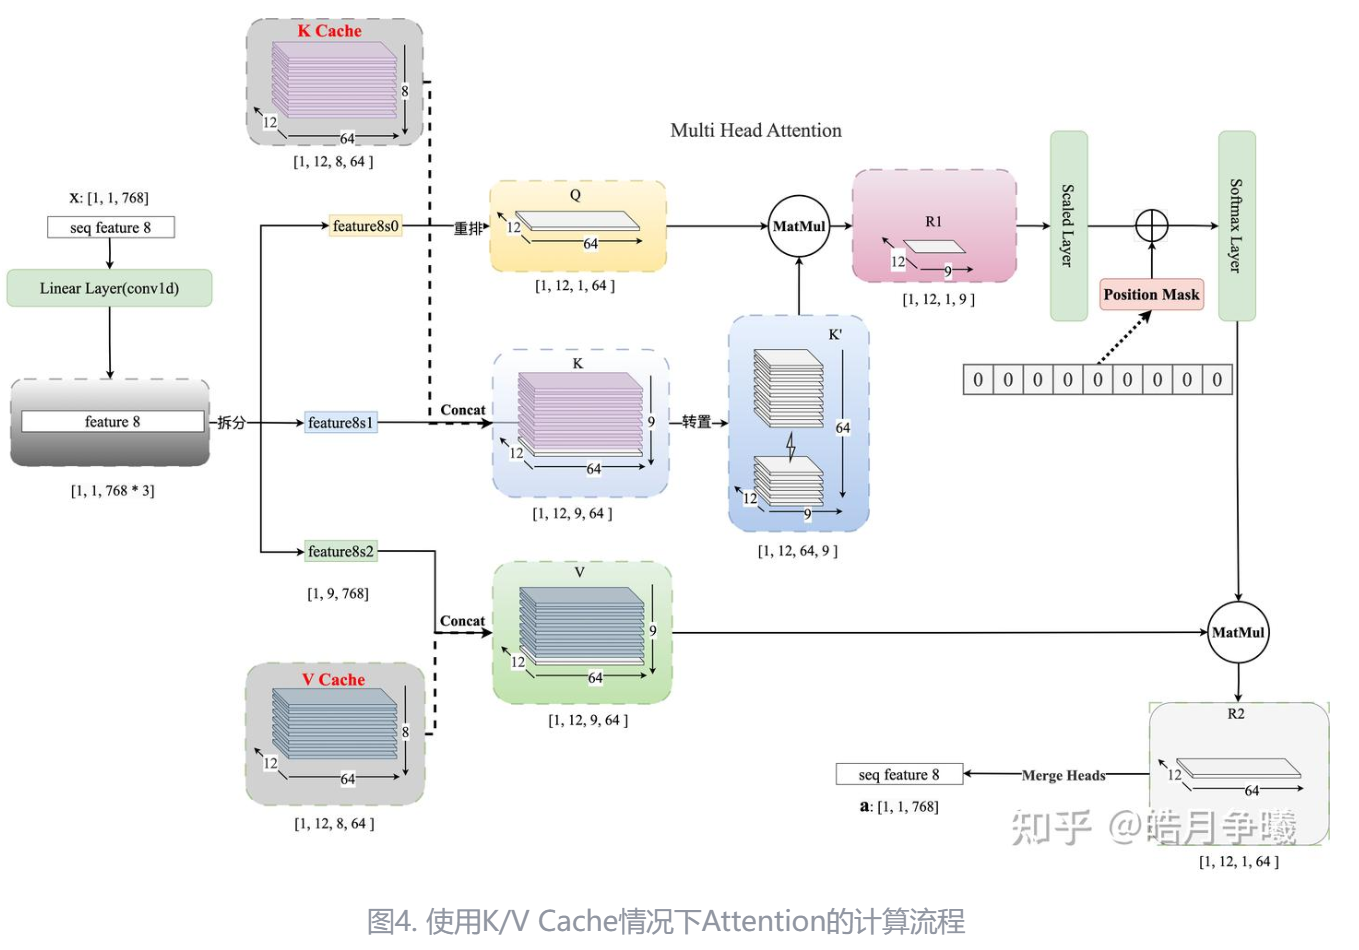 K Cache
8
12
64
[1, 12, 8, 64 ]
Multi Head Attention
x: [1, 1, 768]
seq feature 8
Linear Layer(conv1d)
feature 8
[1, 1, 768 * 3]
拆分
feature8s0
重排
Q
12
64
[1, 12, 1, 64 ]
MatMul
R1
12
9
[1, 12, 1, 9 ]
Scaled Layer
Position Mask
0 0 0 0 0 0 0 0 0
Softmax Layer
feature8s1
Concat
K
9
12
64
[1, 12, 9, 64 ]
转置
K'
64
12
9
[1, 12, 64, 9 ]
feature8s2
[1, 9, 768]
Concat
V
9
12
64
[1, 12, 9, 64 ]
V Cache
8
12
64
[1, 12, 8, 64 ]
MatMul
R2
12
64
[1, 12, 1, 64 ]
Merge Heads
seq feature 8
a: [1, 1, 768]
知乎 @皓月争曦
图4. 使用K/V Cache情况下Attention的计算流程